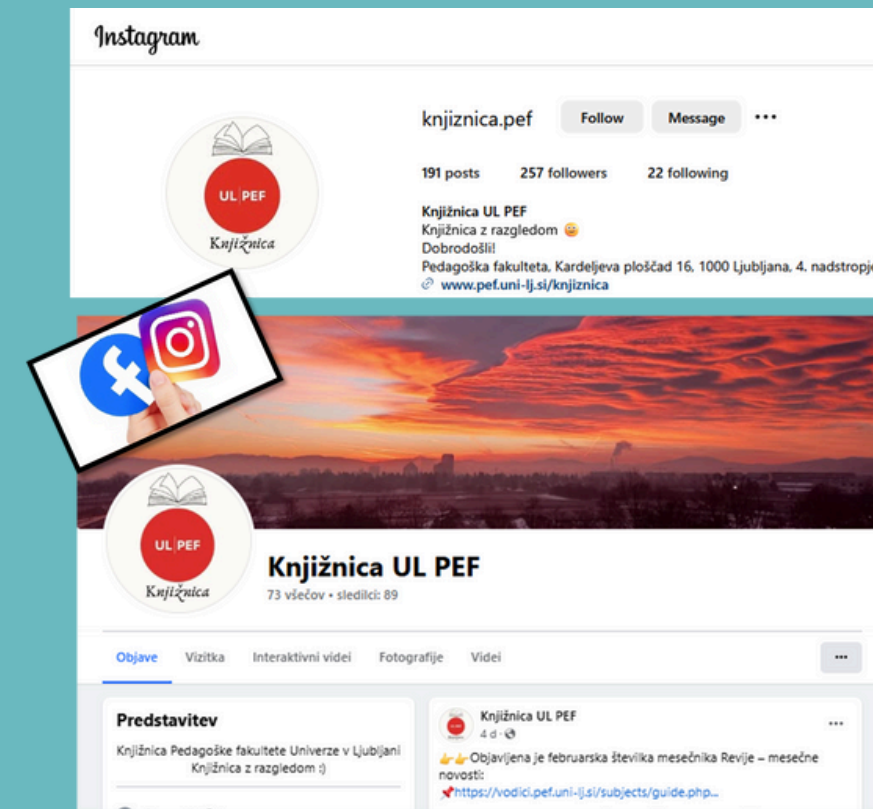 Instagram
knjiznica.pef Follow Message ...
191 posts 257 followers 22 following
UL PEF
Knjižnica
Knjižnica UL PEF
Knjižnica z razgledom
Dobrodošli!
Pedagoška fakulteta, Kardeljeva ploščad 16, 1000 Ljubljana, 4. nadstropje
www.pef.uni-lj.si/knjiznica
UL PEF
Knjižnica
Knjižnica UL PEF
73 všečov • sledilci: 89
Objave Vizitka Interaktivni videi Fotografije Videi ...
Predstavitev
Knjižnica Pedagoške fakultete Univerze v Ljubljani
Knjižnica z razgledom :)
Knjižnica UL PEF
4 d ·
Objavljena je februarska številka mesečnika Revije – mesečne
novosti:
https://vodici.pef.uni-lj.si/subjects/guide.php...